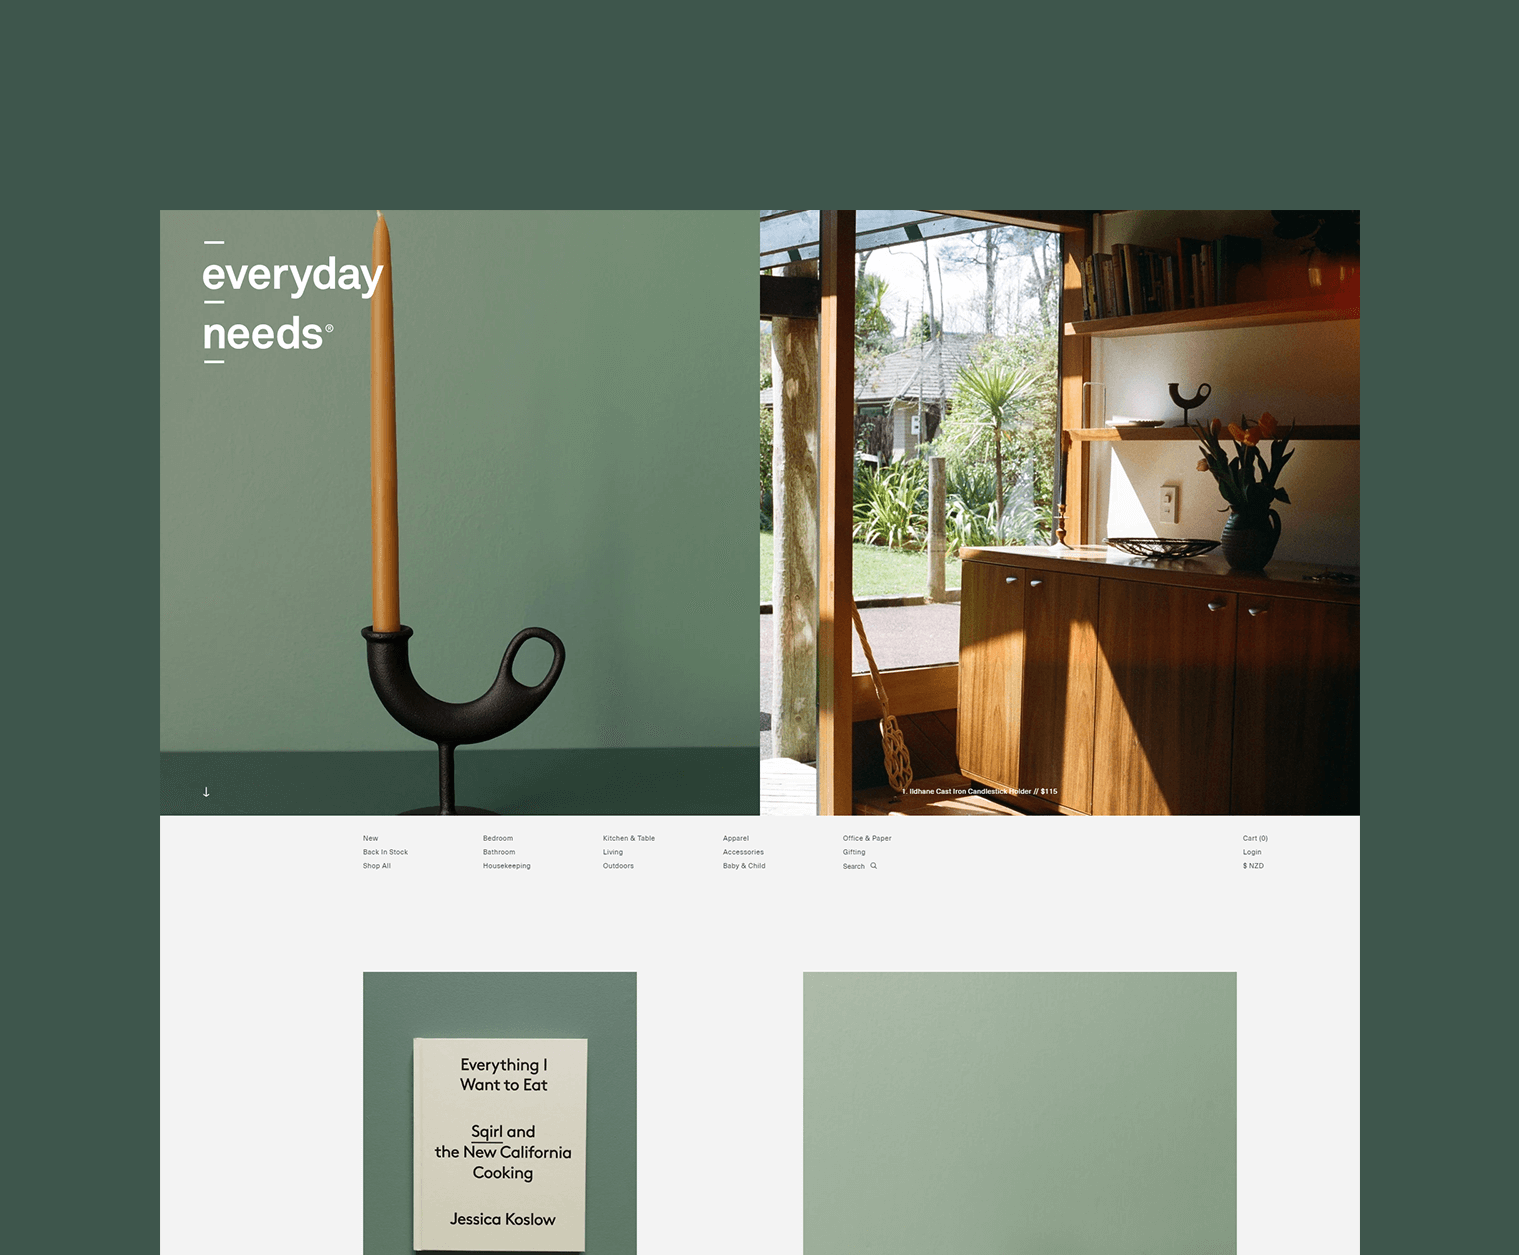 everyday
needs®
↓
1. Ildhane Cast Iron Candlestick Holder // $115
New
Back In Stock
Shop All
Bedroom
Bathroom
Housekeeping
Kitchen & Table
Living
Outdoors
Apparel
Accessories
Baby & Child
Office & Paper
Gifting
Search
Cart (0)
Login
$ NZD
Everything I
Want to Eat
Sqirl and
the New California
Cooking
Jessica Koslow